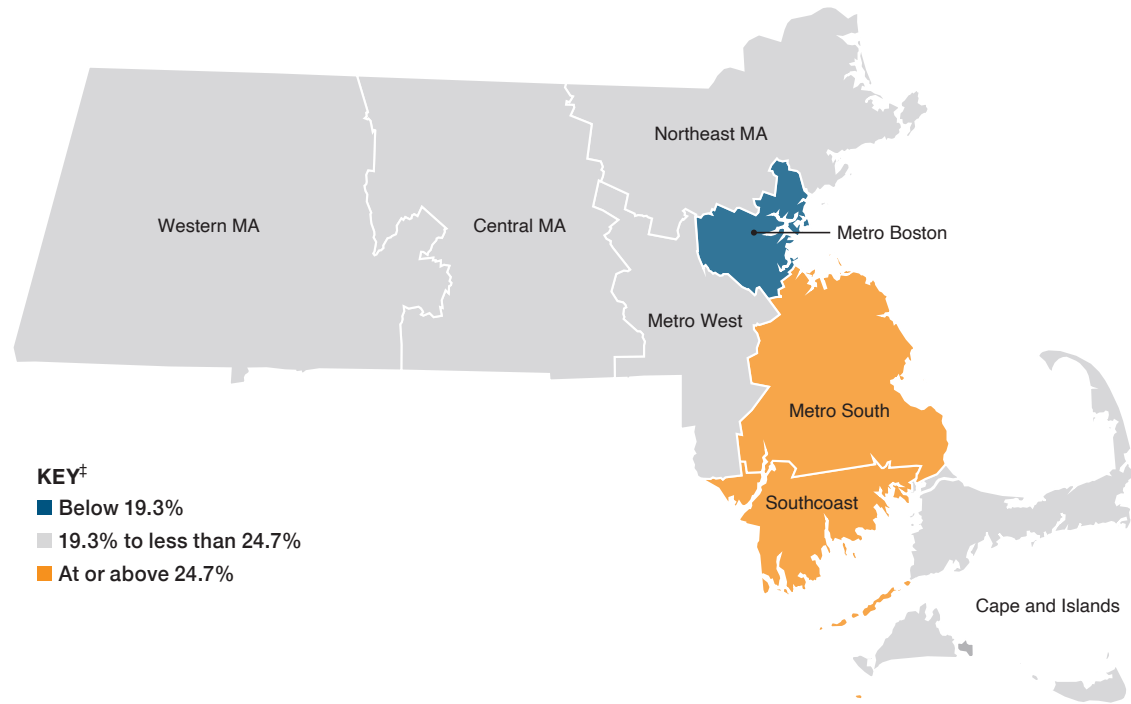 Northeast MA
Western MA
Central MA
Metro Boston
Metro West
Metro South
KEY‡
Below 19.3%
Southcoast
19.3% to less than 24.7%
At or above 24.7%
Cape and Islands